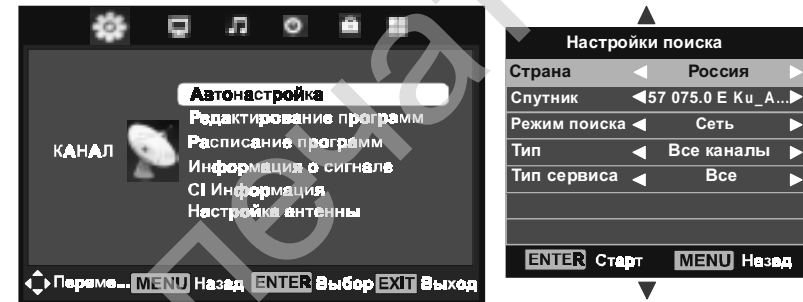 КАНАЛ
Автонастройка
Редактирование программ
Расписание программ
Информация о сигнале
CI Информация
Настройка антенны
Переме... MENU Назад ENTER Выбор EXIT Выход
Настройки поиска
Страна Россия
Спутник 57 075.0 E Ku_A...
Режим поиска Сеть
Тип Все каналы
Тип сервиса Все
ENTER Старт MENU Назад